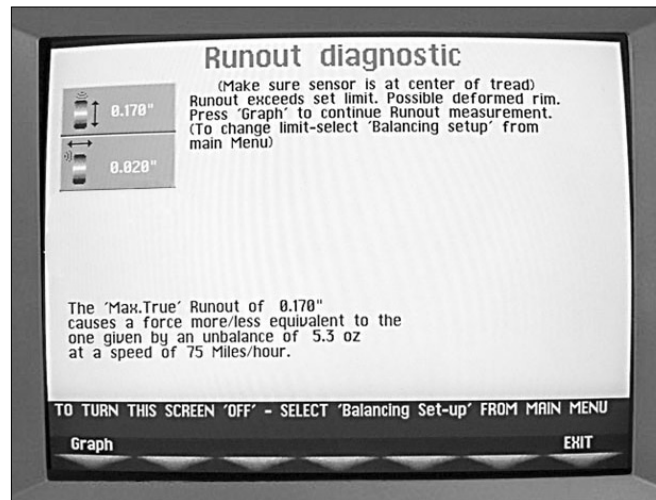 Runout diagnostic
0.170"
0.020"
(Make sure sensor is at center of tread)
Runout exceeds set limit. Possible deformed rim.
Press 'Graph' to continue Runout measurement.
(To change limit-select 'Balancing setup' from
main Menu)
The 'Max.True' Runout of 0.170"
causes a force more/less equivalent to the
one given by an unbalance of 5.3 oz
at a speed of 75 Miles/hour.
TO TURN THIS SCREEN 'OFF' - SELECT 'Balancing Set-up' FROM MAIN MENU
Graph
EXIT